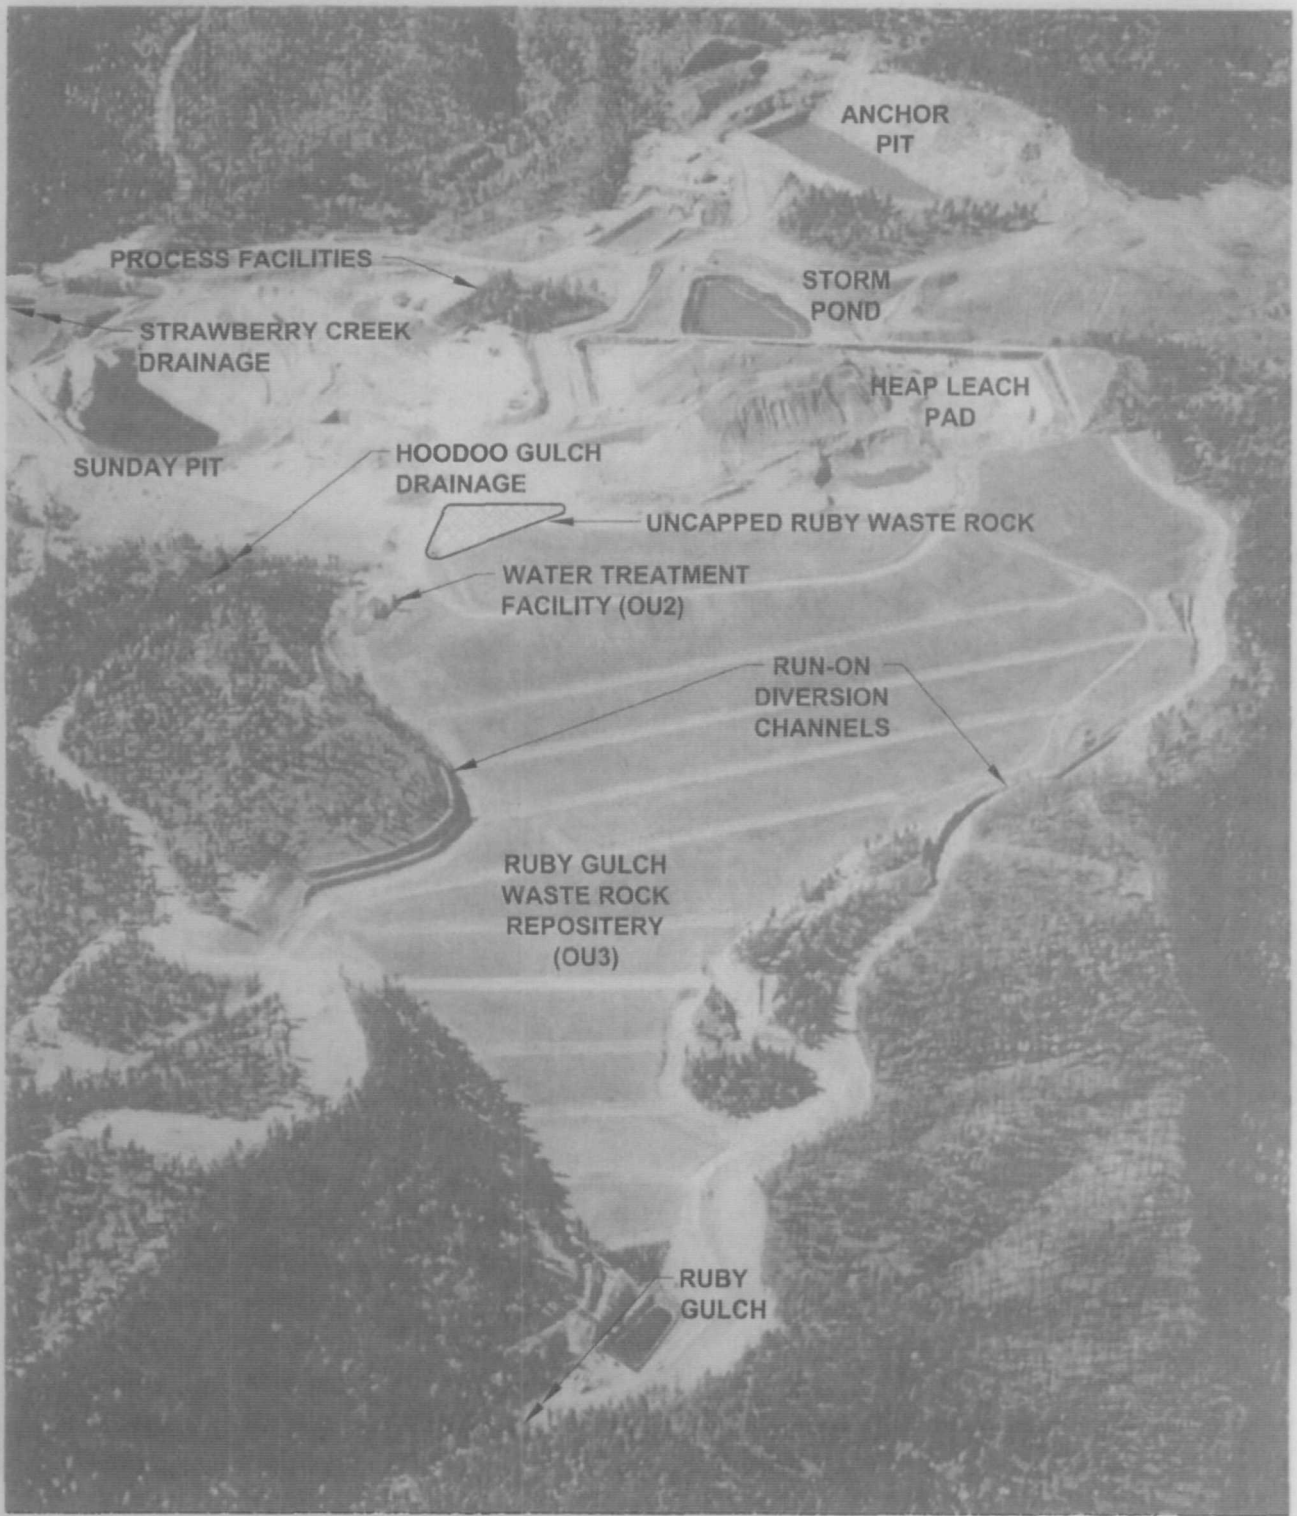 ANCHOR
PIT
PROCESS FACILITIES
STORM
POND
STRAWBERRY CREEK
DRAINAGE
HEAP LEACH
PAD
SUNDAY PIT
HOODOO GULCH
DRAINAGE
UNCAPPED RUBY WASTE ROCK
WATER TREATMENT
FACILITY (OU2)
RUN-ON
DIVERSION
CHANNELS
RUBY GULCH
WASTE ROCK
REPOSITERY
(OU3)
RUBY
GULCH